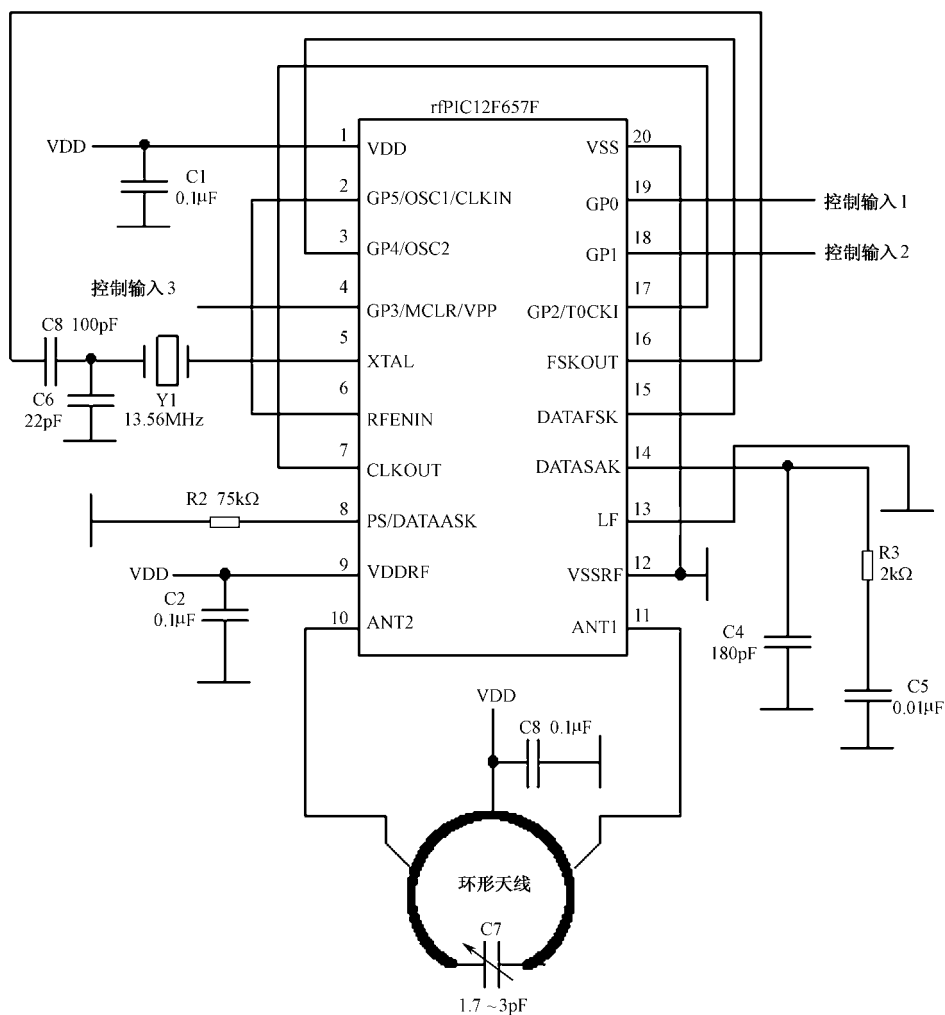 rfPIC12F657F
VDD
C1
0.1μF
1
VDD
2
GP5/OSC1/CLKIN
3
GP4/OSC2
控制输入3
4
GP3/MCLR/VPP
C8 100pF
5
XTAL
C6
22pF
Y1
13.56MHz
6
RFENIN
7
CLKOUT
R2 75kΩ
8
PS/DATAASK
VDD
9
VDDRF
C2
0.1μF
10
ANT2
20
VSS
19
GP0
控制输入1
18
GP1
控制输入2
17
GP2/T0CKI
16
FSKOUT
15
DATAFSK
14
DATASAK
13
LF
12
VSSRF
11
ANT1
R3
2kΩ
C4
180pF
C5
0.01μF
VDD
C8 0.1μF
环形天线
C7
1.7~3pF